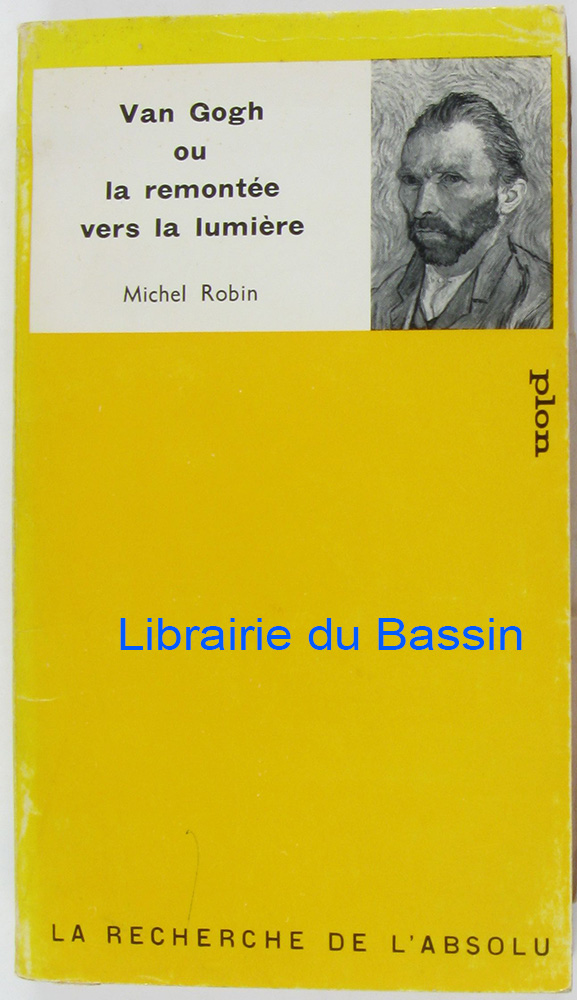 Van Gogh
ou
la remontée
vers la lumière
Michel Robin
plon
Librairie du Bassin
LA RECHERCHE DE L'ABSOLU